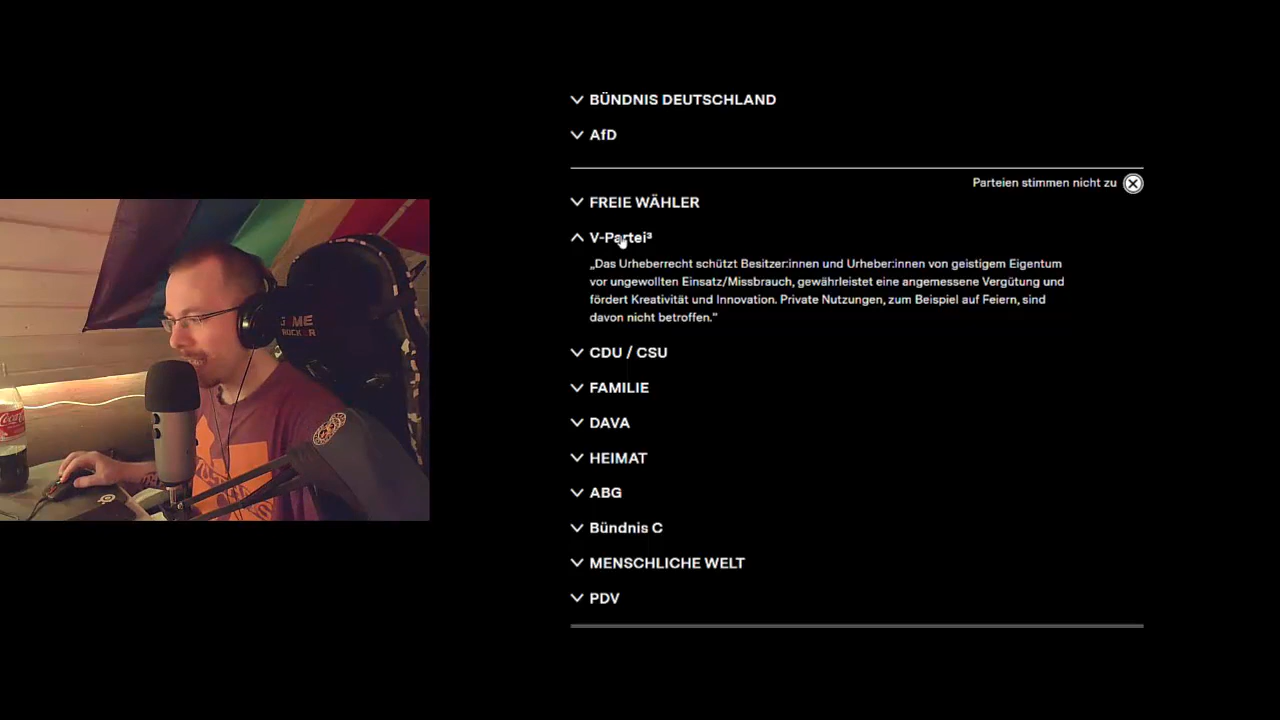 BÜNDNIS DEUTSCHLAND
AfD
Parteien stimmen nicht zu
FREIE WÄHLER
V-Partei³
„Das Urheberrecht schützt Besitzer:innen und Urheber:innen von geistigem Eigentum
vor ungewollten Einsatz/Missbrauch, gewährleistet eine angemessene Vergütung und
fördert Kreativität und Innovation. Private Nutzungen, zum Beispiel auf Feiern, sind
davon nicht betroffen.“
CDU / CSU
FAMILIE
DAVA
HEIMAT
ABG
Bündnis C
MENSCHLICHE WELT
PDV